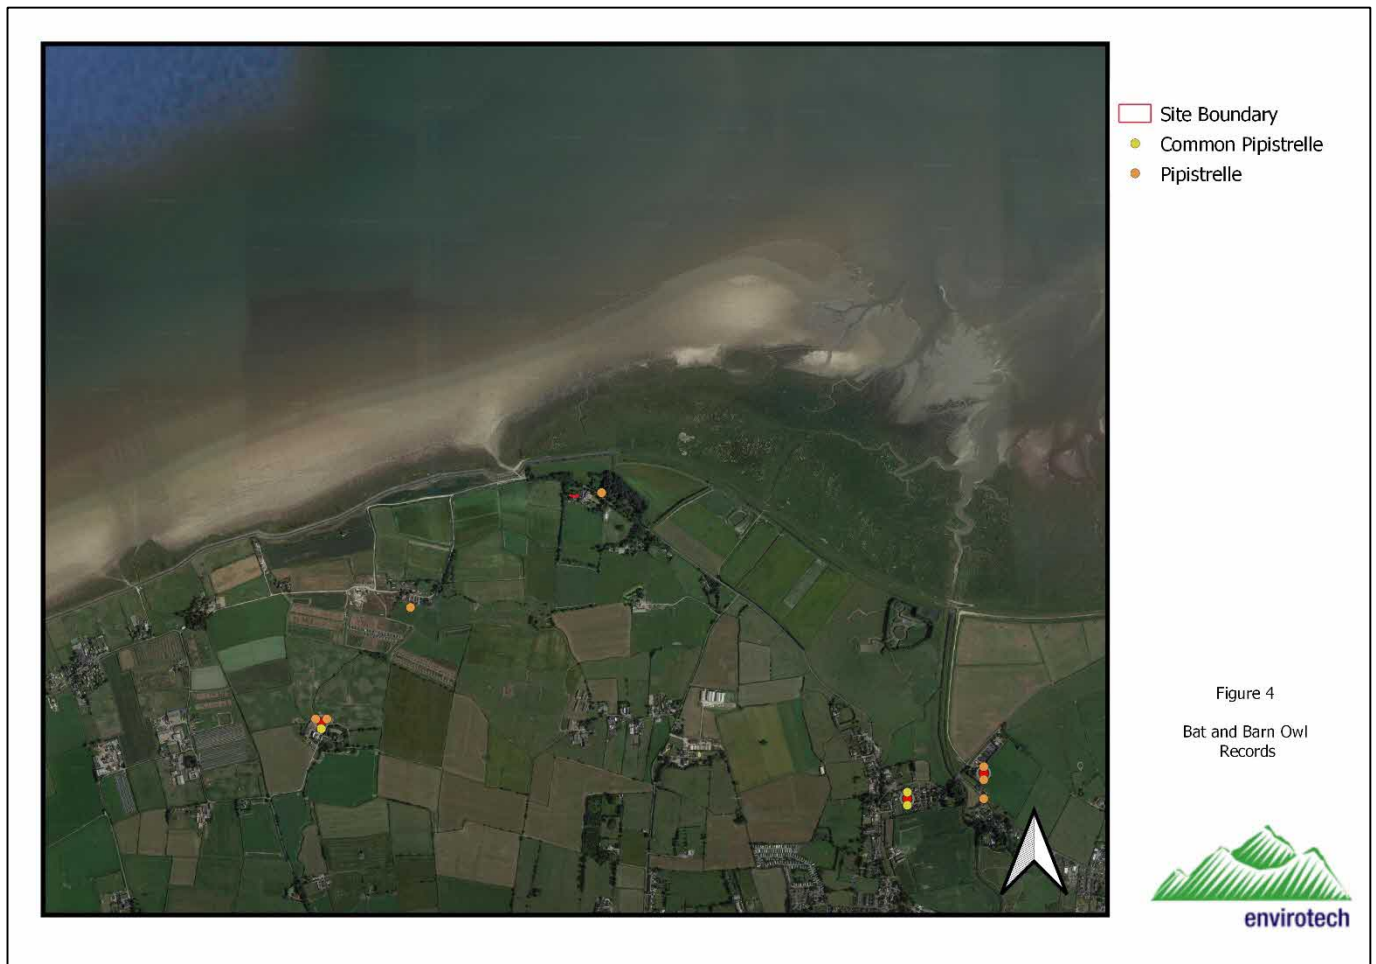 Site Boundary
Common Pipistrelle
Pipistrelle
Figure 4
Bat and Barn Owl
Records
envirotech